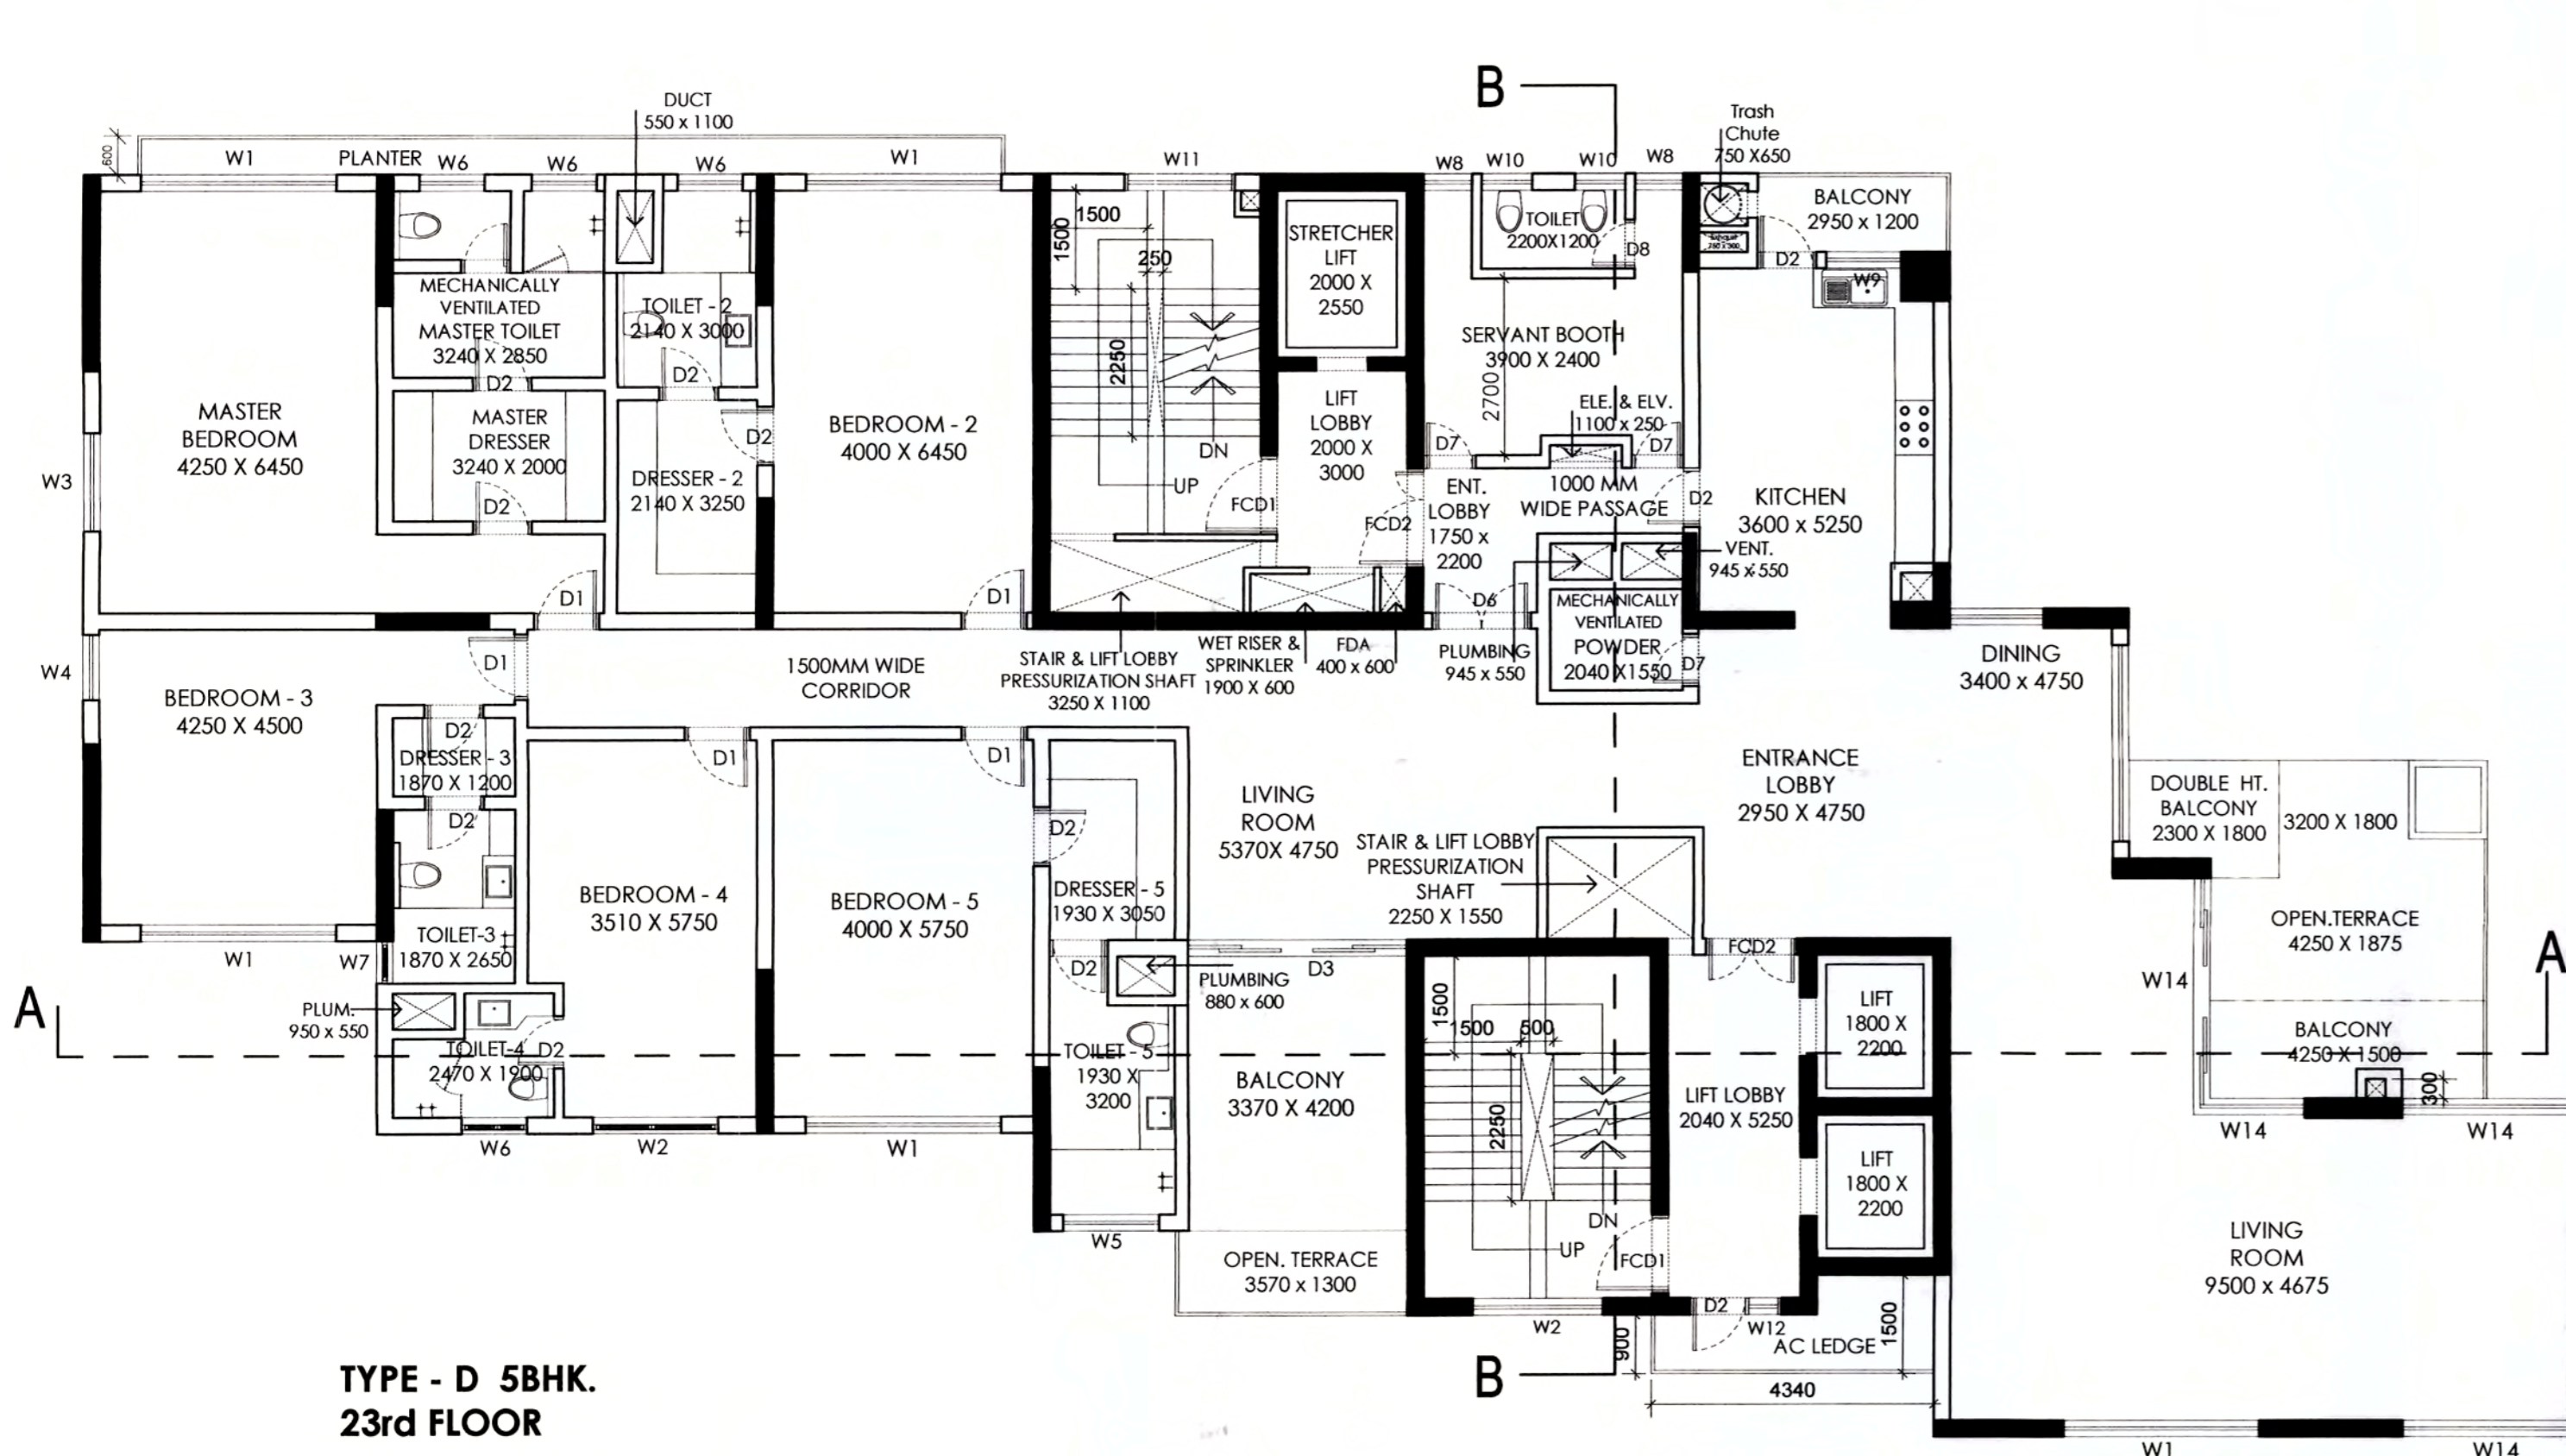 B
DUCT
550 x 1100
Trash
Chute
750 X650
600
W1
PLANTER
W6
W6
W6
W1
W11
W8
W10
W10
W8
BALCONY
2950 x 1200
1500
1500
250
STRETCHER
LIFT
2000 X
2550
TOILET
2200X1200
D8
D2
W9
MECHANICALLY
VENTILATED
MASTER TOILET
3240 X 2850
D2
TOILET - 2
2140 X 3000
D2
2250
SERVANT BOOTH
3900 X 2400
2700
MASTER
BEDROOM
4250 X 6450
MASTER
DRESSER
3240 X 2000
D2
D2
BEDROOM - 2
4000 X 6450
DN
UP
LIFT
LOBBY
2000 X
3000
ELE. & ELV.
1100 x 250
D7
D7
W3
DRESSER - 2
2140 X 3250
FCD1
FCD2
ENT.
LOBBY
1750 x
2200
1000 MM
WIDE PASSAGE
D2
KITCHEN
3600 x 5250
VENT.
945 x 550
D1
D1
D6
MECHANICALLY
VENTILATED
POWDER
2040 X1550
D7
W4
D1
BEDROOM - 3
4250 X 4500
1500MM WIDE
CORRIDOR
STAIR & LIFT LOBBY
PRESSURIZATION SHAFT
3250 X 1100
WET RISER &
SPRINKLER
1900 X 600
FDA
400 x 600
PLUMBING
945 x 550
DINING
3400 x 4750
D2
DRESSER - 3
1870 X 1200
D2
D1
D1
D2
LIVING
ROOM
5370X 4750
ENTRANCE
LOBBY
2950 X 4750
DOUBLE HT.
BALCONY
2300 X 1800
3200 X 1800
STAIR & LIFT LOBBY
PRESSURIZATION
SHAFT
2250 X 1550
BEDROOM - 4
3510 X 5750
BEDROOM - 5
4000 X 5750
DRESSER - 5
1930 X 3050
OPEN.TERRACE
4250 X 1875
W1
W7
TOILET-3
1870 X 2650
D2
PLUMBING
880 x 600
D3
FCD2
W14
A
A
PLUM.
950 x 550
1500
1500
500
LIFT
1800 X
2200
BALCONY
4250 X 1500
300
TOILET-4
2470 X 1900
D2
TOILET - 5
1930 X
3200
BALCONY
3370 X 4200
2250
LIFT LOBBY
2040 X 5250
W14
W14
W6
W2
W1
LIFT
1800 X
2200
DN
UP
FCD1
W5
OPEN. TERRACE
3570 x 1300
LIVING
ROOM
9500 x 4675
W2
D2
W12
900
AC LEDGE
1500
B
4340
TYPE - D 5BHK.
23rd FLOOR
W1
W14